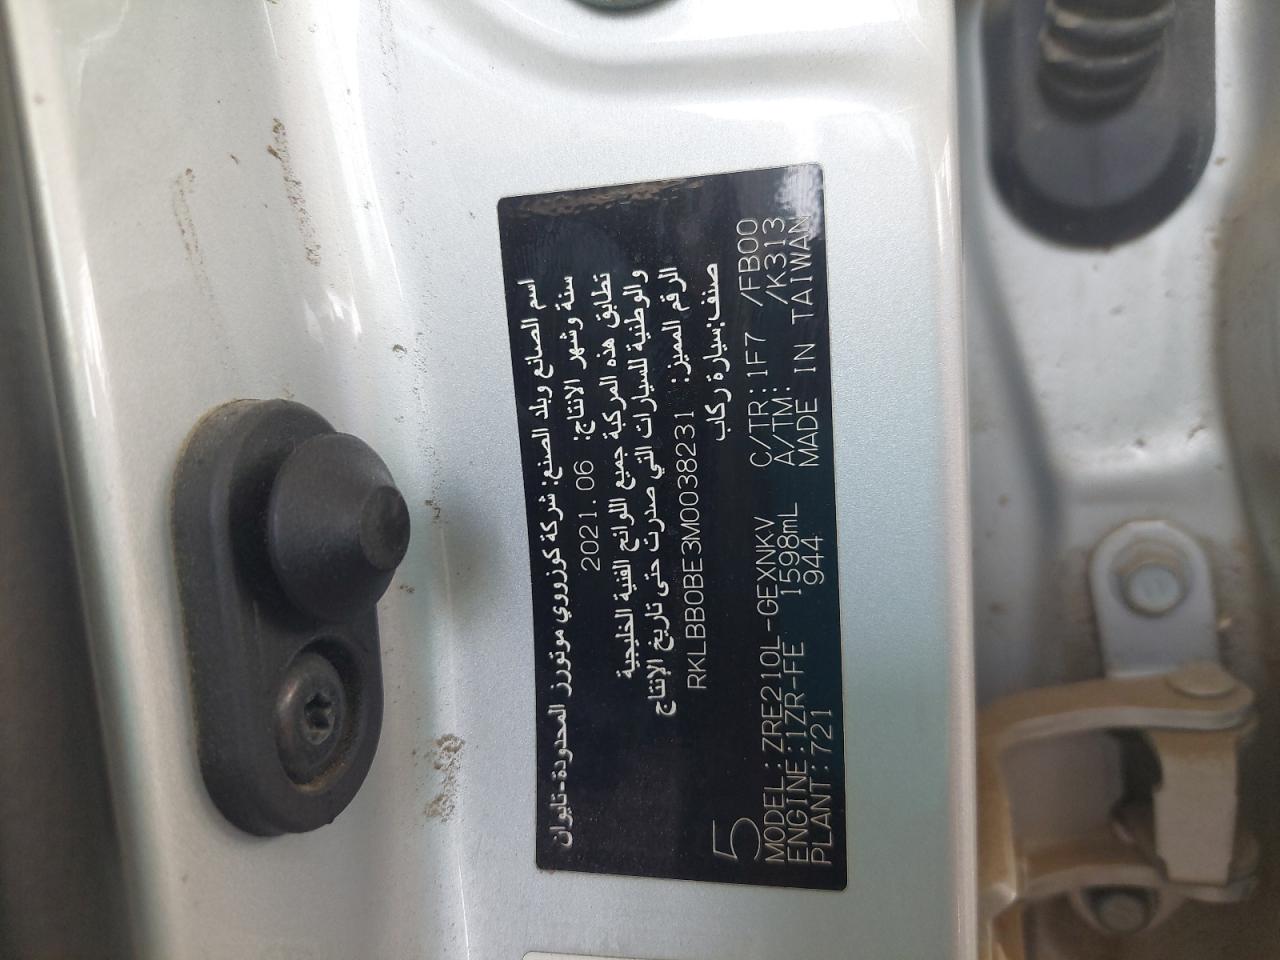 اسم الصانع وبلد الصنع: شركة كوزووي موتورز المحدودة-تايوان
سنة وشهر الانتاج: 2021.06
تطابق هذه المركبة جميع اللوائح الفنية الخليجية
والوطنية للسيارات التي صدرت حتى تاريخ الإنتاج
الرقم المميز: RKLBB0BE3M0038231
صنف:سيارة ركاب
5
MODEL:ZRE210L-GEXNKV C/TR:1F7 /FB00
ENGINE:1ZR-FE 1598mL A/TM: /K313
PLANT:721 944 MADE IN TAIWAN